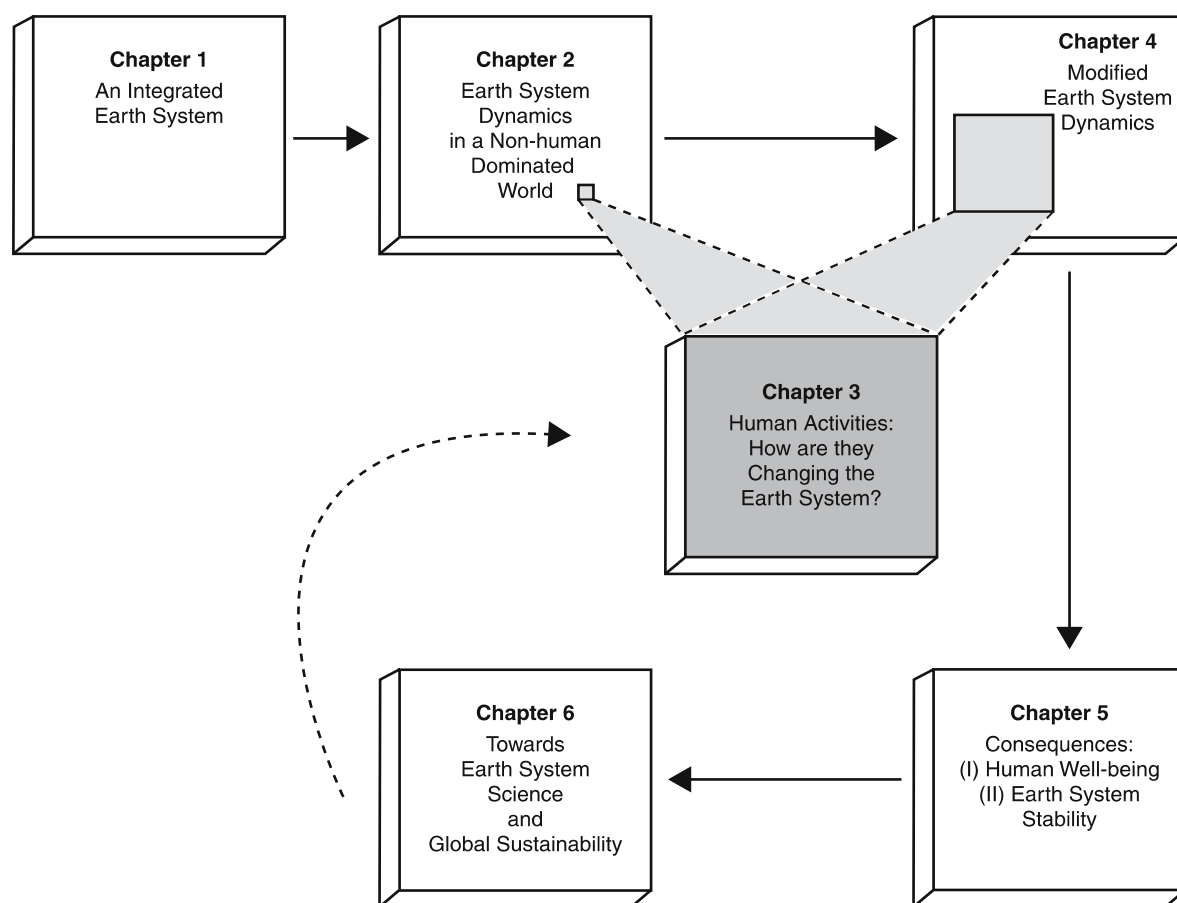 Chapter 1
An Integrated
Earth System
Chapter 2
Earth System
Dynamics
in a Non-human
Dominated
World
Chapter 4
Modified
Earth System
Dynamics
Chapter 3
Human Activities:
How are they
Changing the
Earth System?
Chapter 6
Towards
Earth System
Science
and
Global Sustainability
Chapter 5
Consequences:
(I) Human Well-being
(II) Earth System
Stability